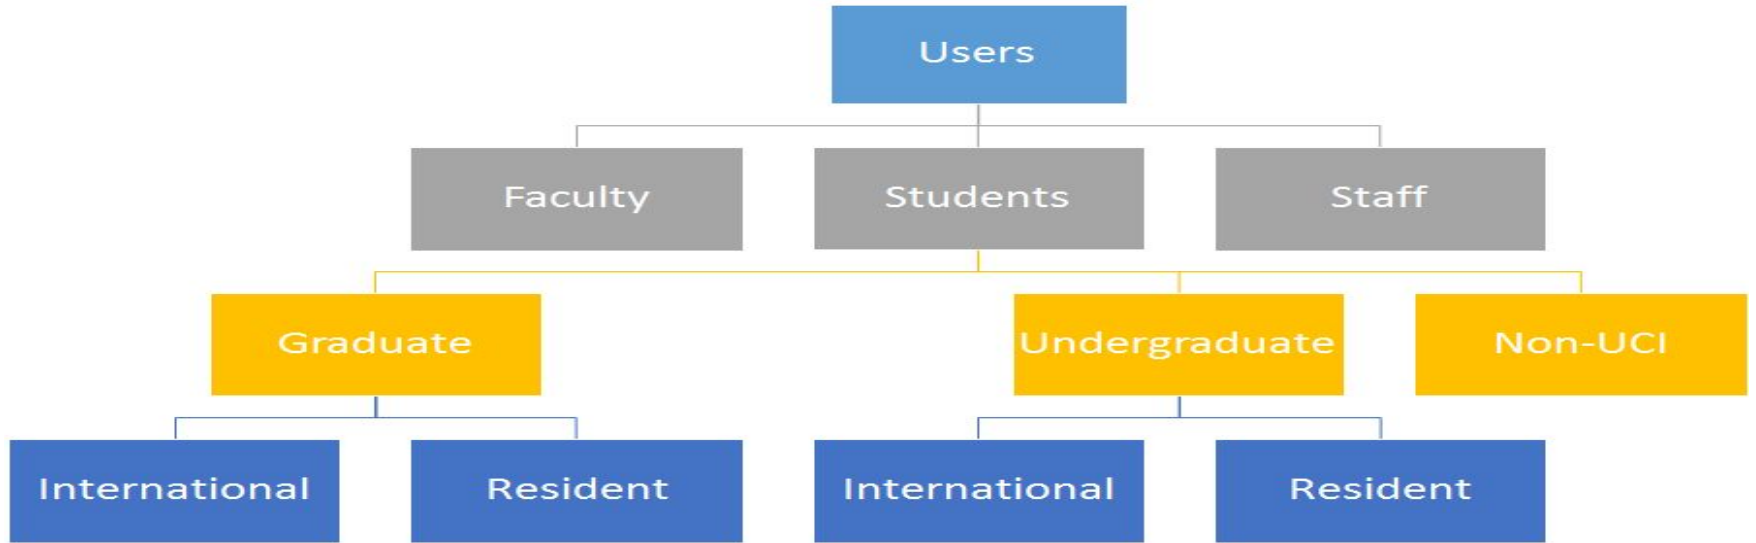 Users
Faculty
Students
Staff
Graduate
Undergraduate
Non-UCI
International
Resident
International
Resident